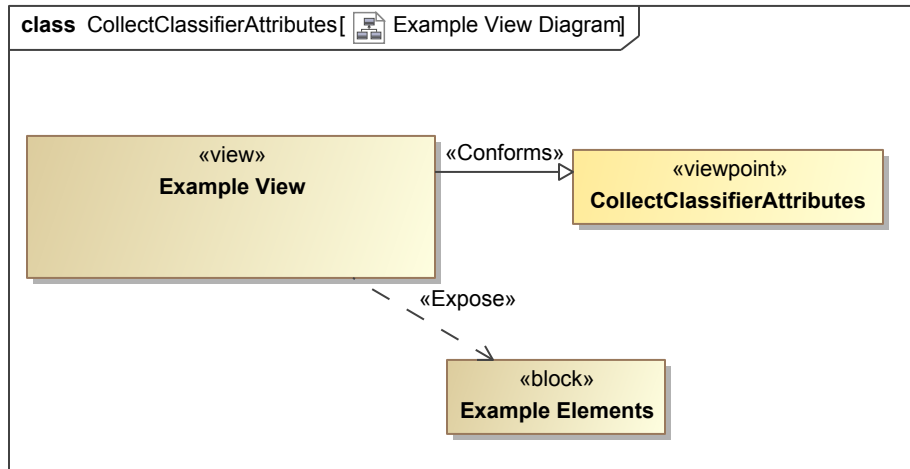 class CollectClassifierAttributes[ Example View Diagram]
«view»
Example View
«Conforms»
«viewpoint»
CollectClassifierAttributes
«Expose»
«block»
Example Elements